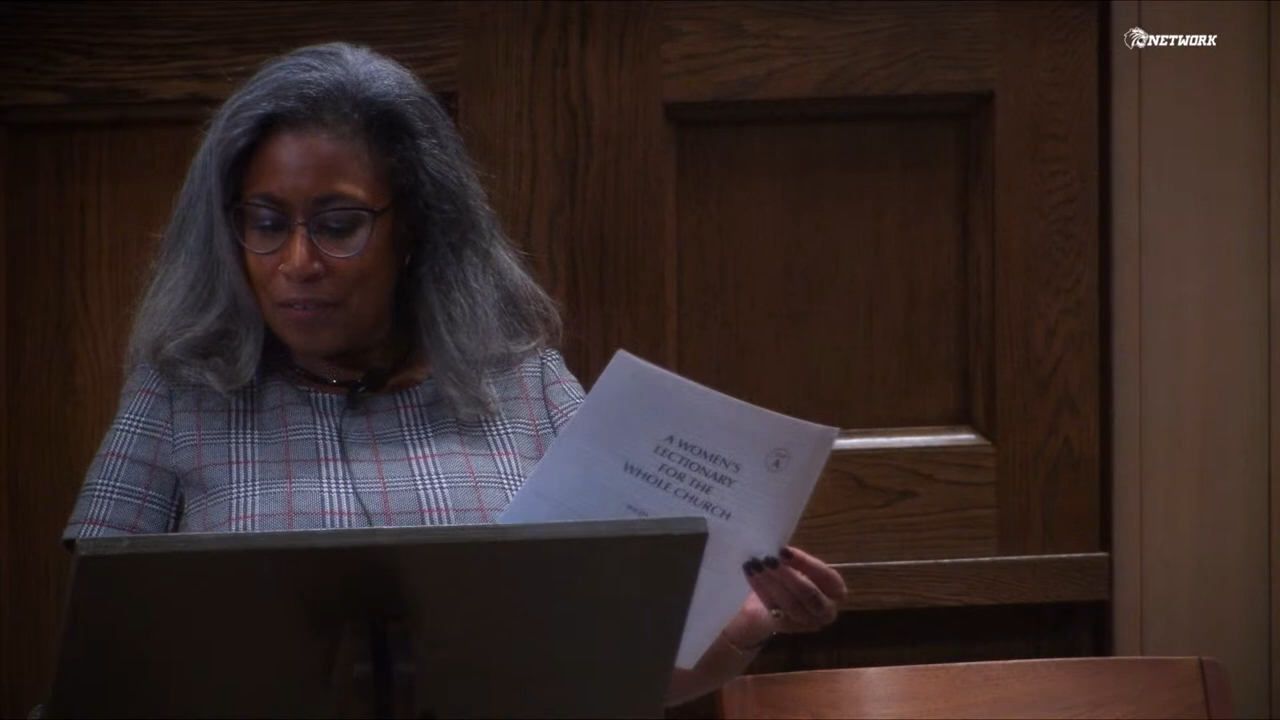 NETWORK
A WOMEN'S
LECTIONARY
FOR THE
WHOLE CHURCH
A